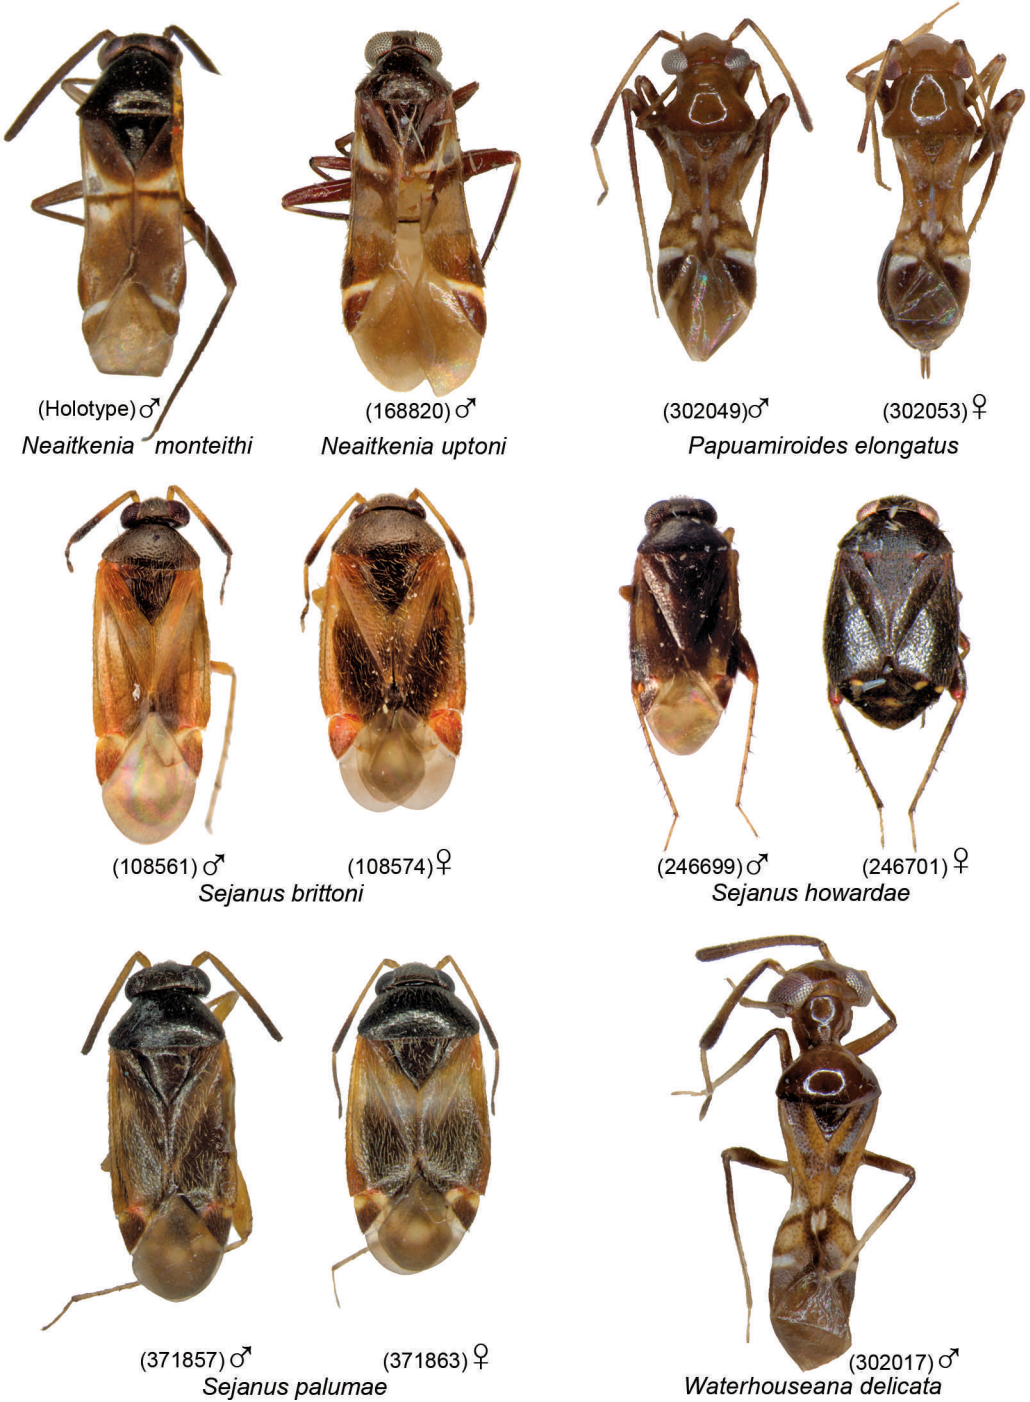 (Holotype)♂
(168820)♂
(302049)♂
(302053)♀
Neaitkenia monteithi
Neaitkenia uptoni
Papuamiroides elongatus
(108561)♂
(108574)♀
(246699)♂
(246701)♀
Sejanus brittoni
Sejanus howardae
(371857)♂
(371863)♀
(302017)♂
Sejanus palumae
Waterhouseana delicata